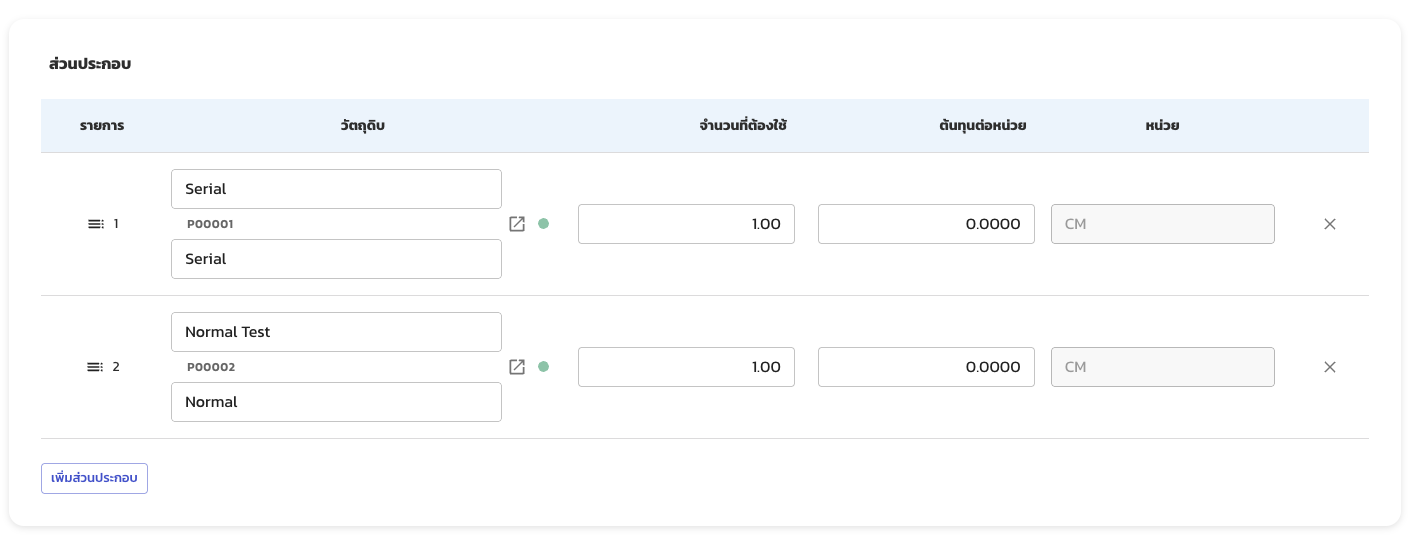 ส่วนประกอบ
รายการ วัตถุดิบ จำนวนที่ต้องใช้ ต้นทุนต่อหน่วย หน่วย
Serial
1 P00001 1.00 0.0000 CM
Serial
Normal Test
2 P00002 1.00 0.0000 CM
Normal
เพิ่มส่วนประกอบ